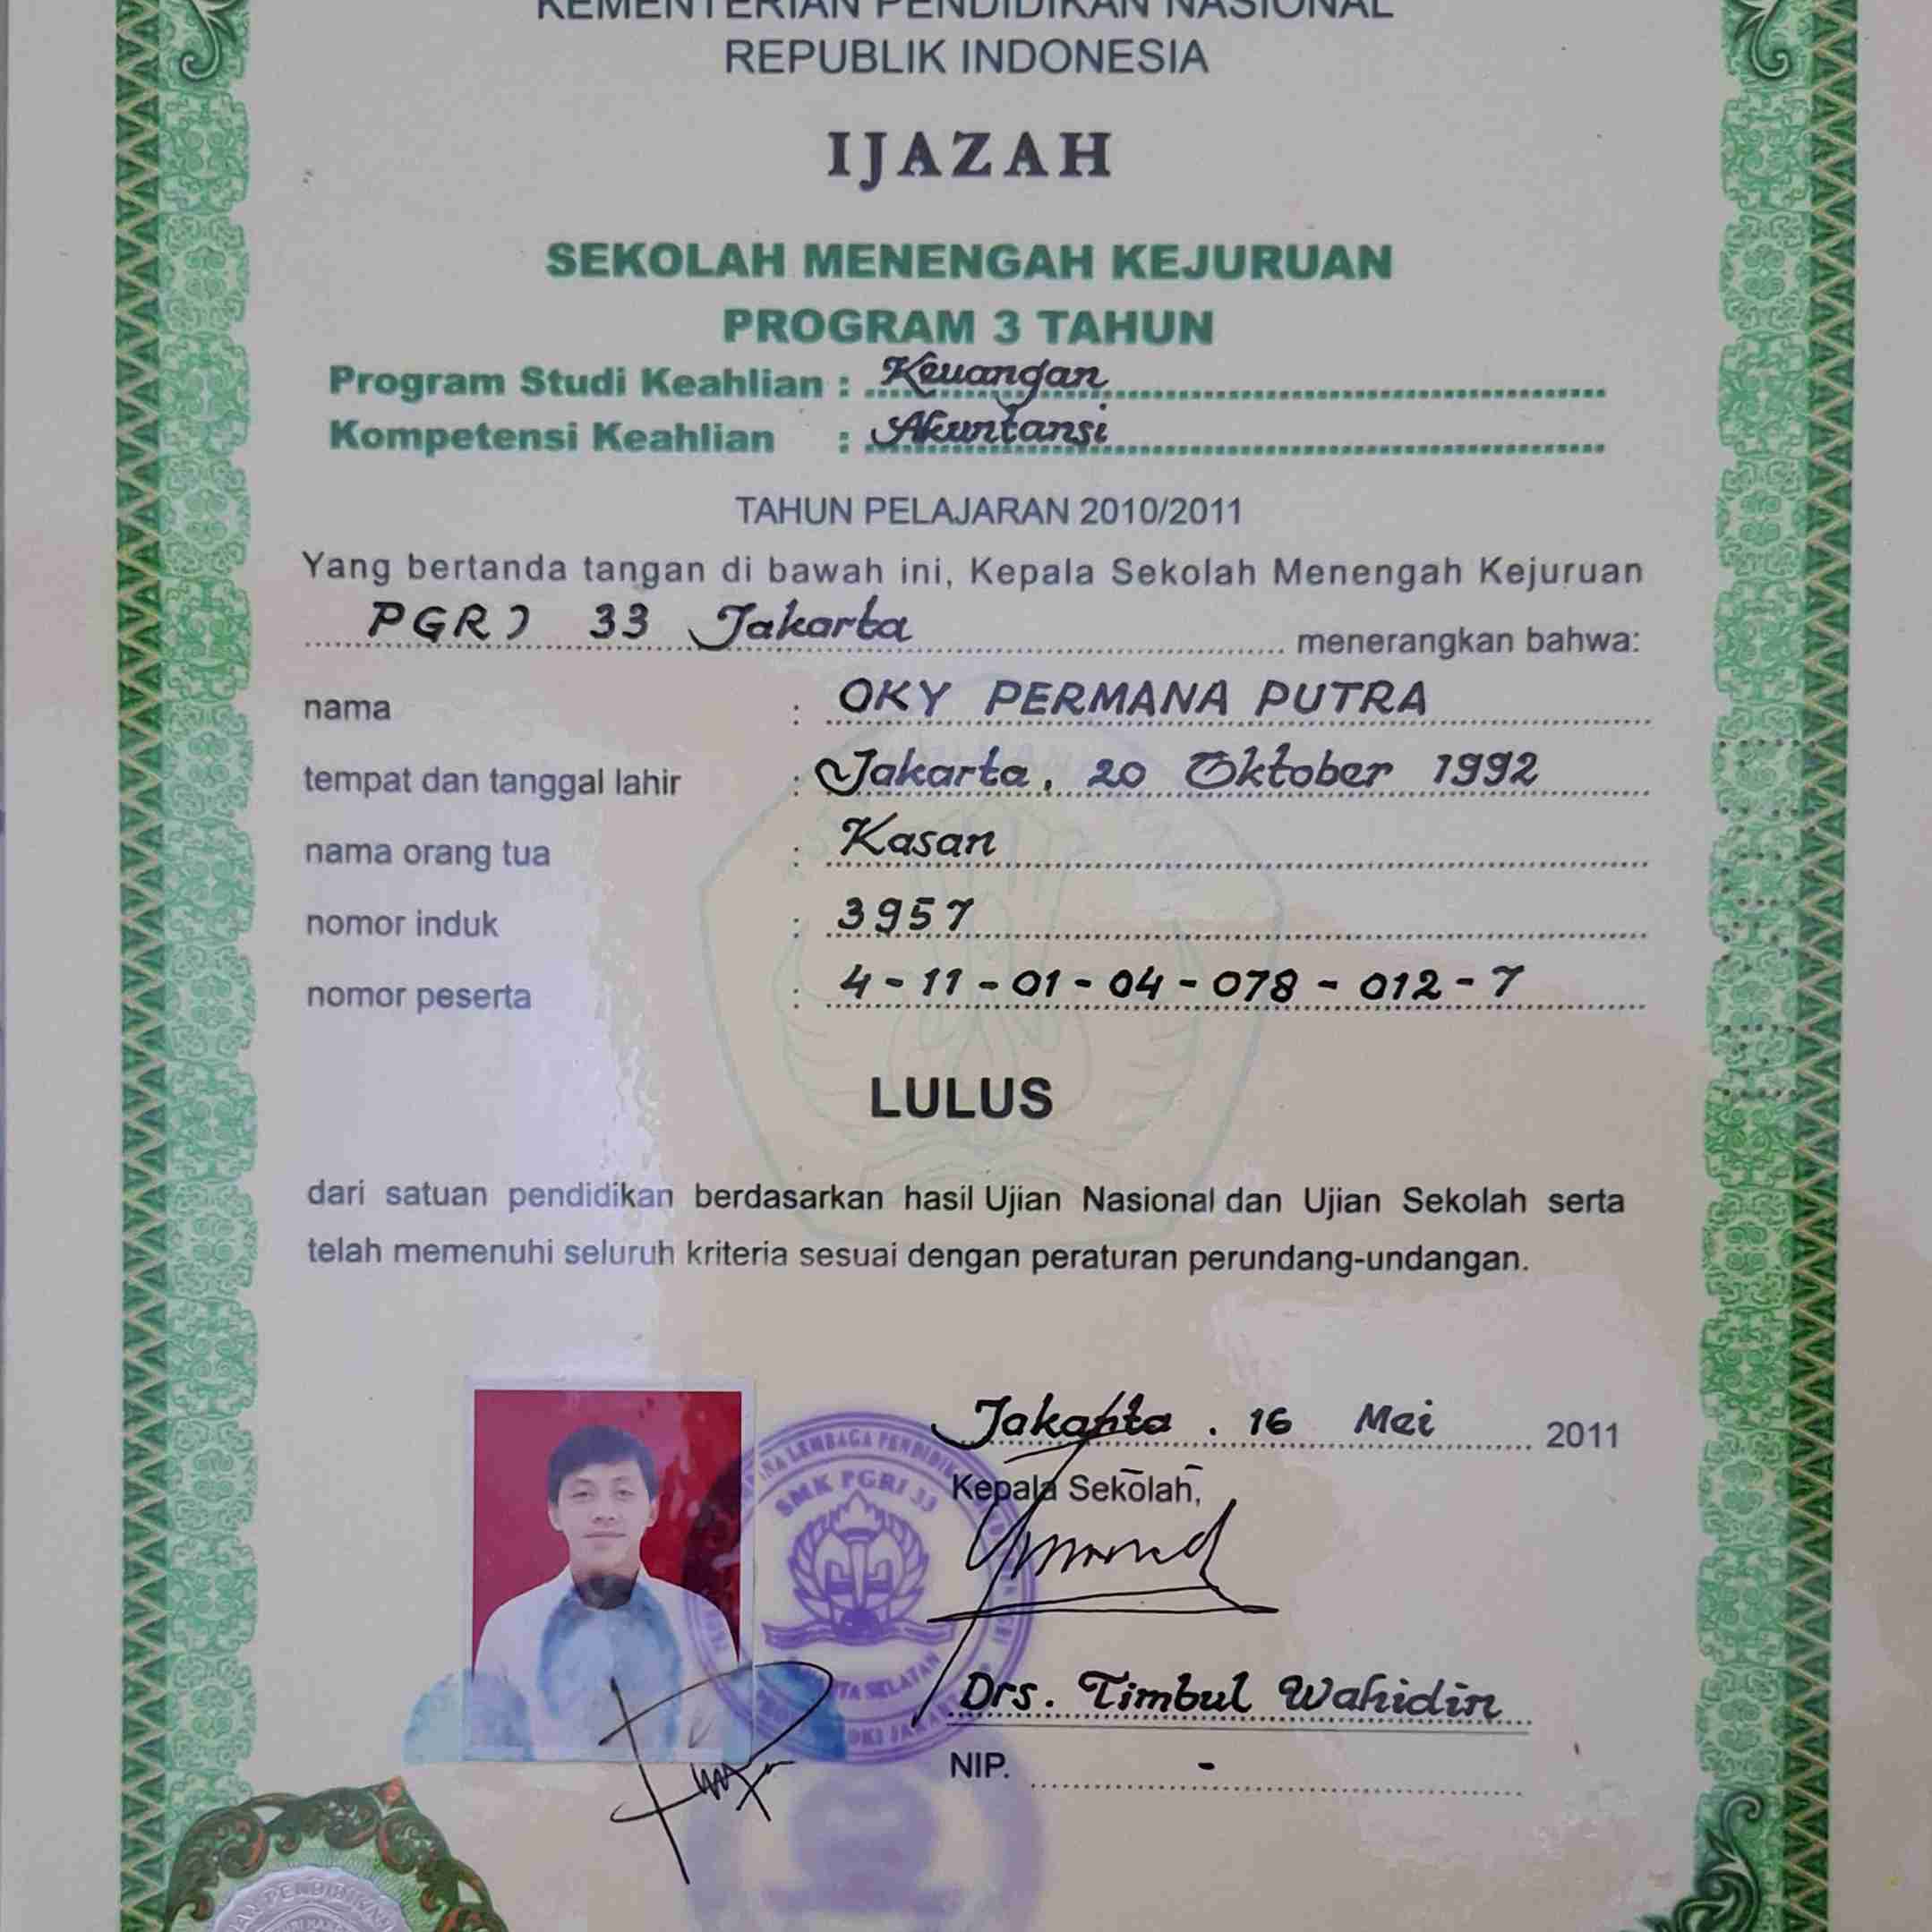 KEMENTERIAN PENDIDIKAN NASIONAL
REPUBLIK INDONESIA
IJAZAH
SEKOLAH MENENGAH KEJURUAN
PROGRAM 3 TAHUN
Program Studi Keahlian : Keuangan
Kompetensi Keahlian : Akuntansi
TAHUN PELAJARAN 2010/2011
Yang bertanda tangan di bawah ini, Kepala Sekolah Menengah Kejuruan
PGRI 33 Jakarta menerangkan bahwa:
nama : OKY PERMANA PUTRA
tempat dan tanggal lahir : Jakarta, 20 Oktober 1992
nama orang tua : Kasan
nomor induk : 3957
nomor peserta : 4-11-01-04-078-012-7
LULUS
dari satuan pendidikan berdasarkan hasil Ujian Nasional dan Ujian Sekolah serta
telah memenuhi seluruh kriteria sesuai dengan peraturan perundang-undangan.
Jakarta, 16 Mei 2011
Kepala Sekolah,
LEMBAGA
SMK PGRI 33
SELATAN
Drs. Timbul Wahidin
NIP. -